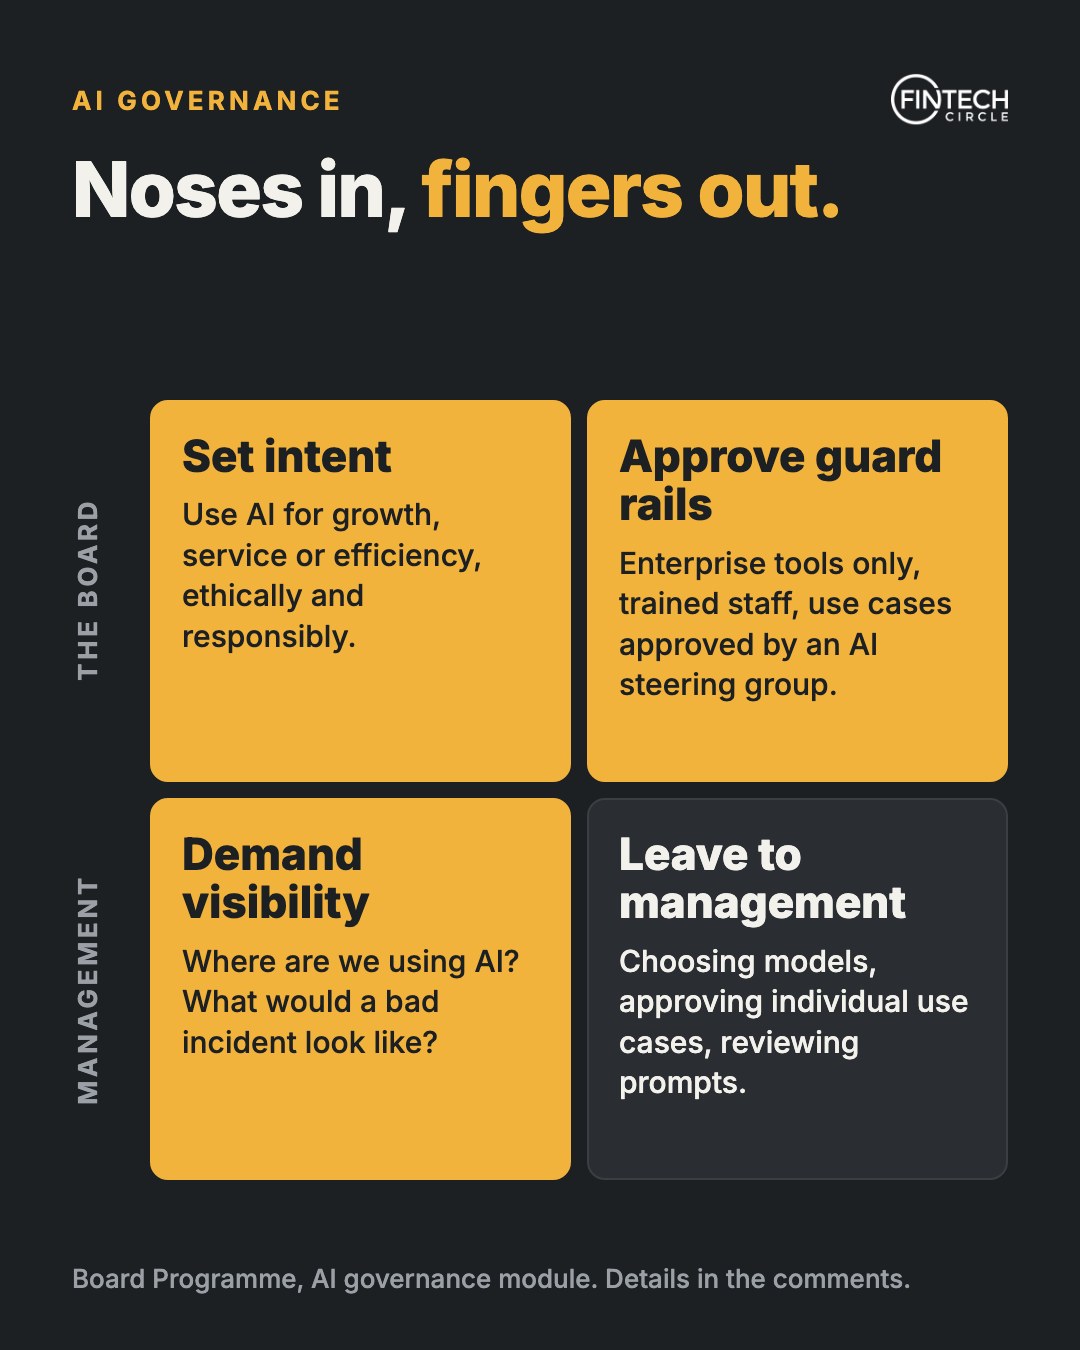 AI GOVERNANCE
FINTECH
CIRCLE
Noses in, fingers out.
THE BOARD
Set intent
Use AI for growth,
service or efficiency,
ethically and
responsibly.
Approve guard
rails
Enterprise tools only,
trained staff, use cases
approved by an AI
steering group.
MANAGEMENT
Demand
visibility
Where are we using AI?
What would a bad
incident look like?
Leave to
management
Choosing models,
approving individual use
cases, reviewing
prompts.
Board Programme, AI governance module. Details in the comments.